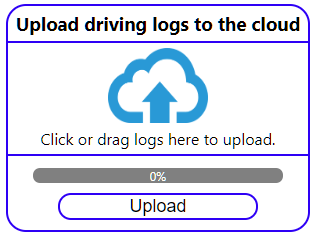 Upload driving logs to the cloud
Click or drag logs here to upload.
0%
Upload